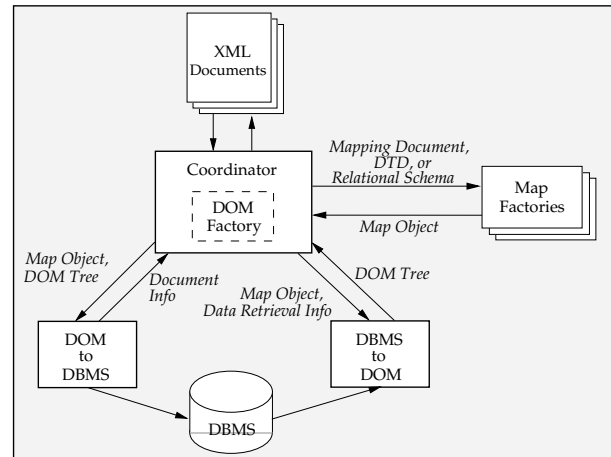 XML
Documents
Coordinator
DOM
Factory
Mapping Document,
DTD, or
Relational Schema
Map Object
Map
Factories
Map Object,
DOM Tree
Document
Info
Map Object,
Data Retrieval Info
DOM Tree
DOM
to
DBMS
DBMS
to
DOM
DBMS